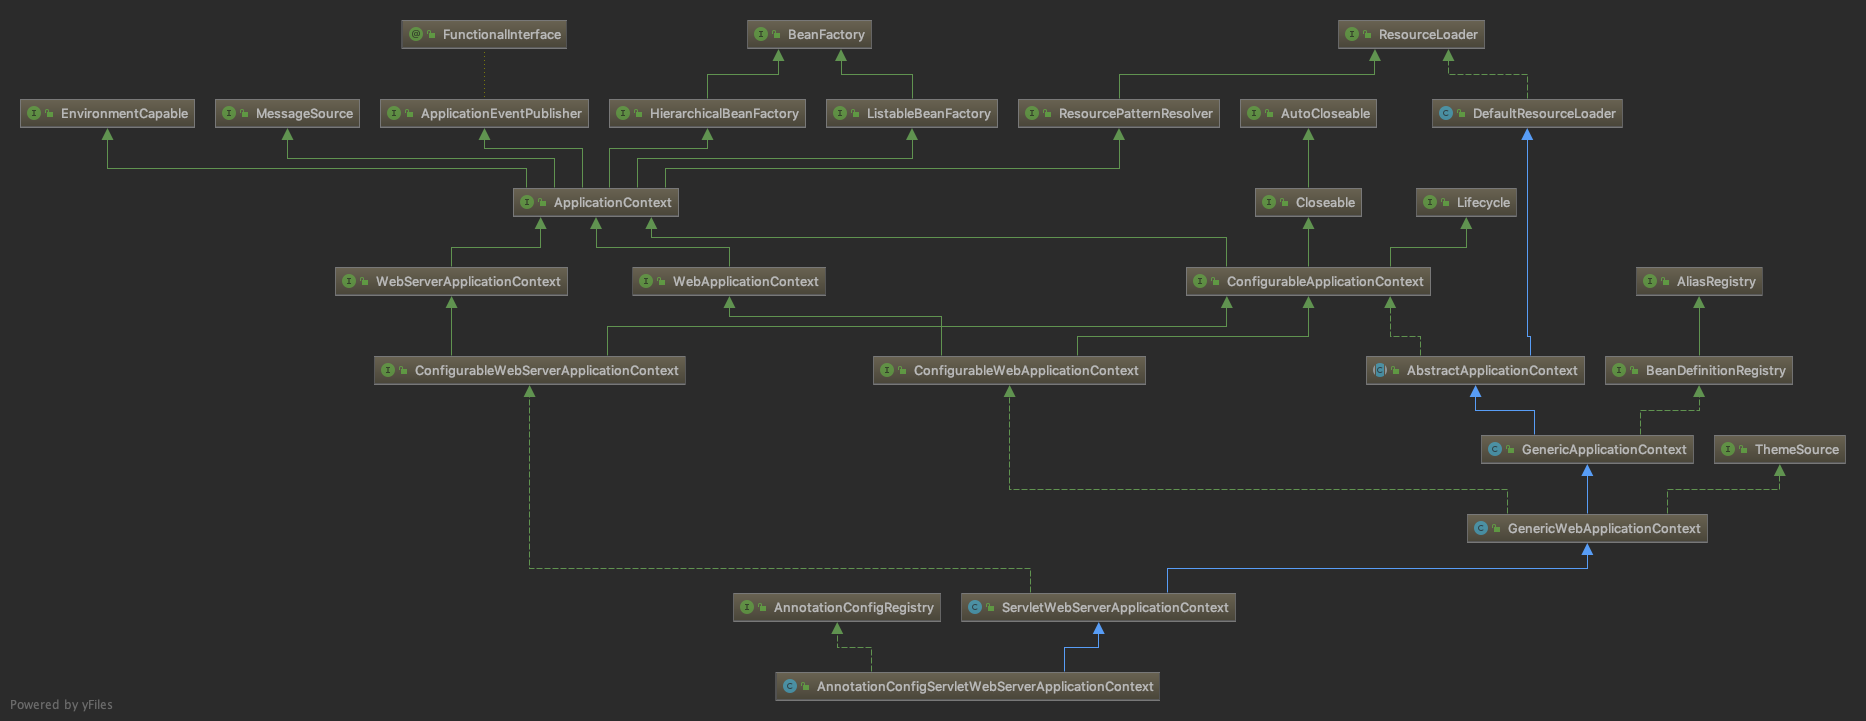 FunctionalInterface
BeanFactory
ResourceLoader
EnvironmentCapable
MessageSource
ApplicationEventPublisher
HierarchicalBeanFactory
ListableBeanFactory
ResourcePatternResolver
AutoCloseable
DefaultResourceLoader
ApplicationContext
Closeable
Lifecycle
WebServerApplicationContext
WebApplicationContext
ConfigurableApplicationContext
AliasRegistry
ConfigurableWebServerApplicationContext
ConfigurableWebApplicationContext
AbstractApplicationContext
BeanDefinitionRegistry
GenericApplicationContext
ThemeSource
GenericWebApplicationContext
AnnotationConfigRegistry
ServletWebServerApplicationContext
AnnotationConfigServletWebServerApplicationContext
Powered by yFiles